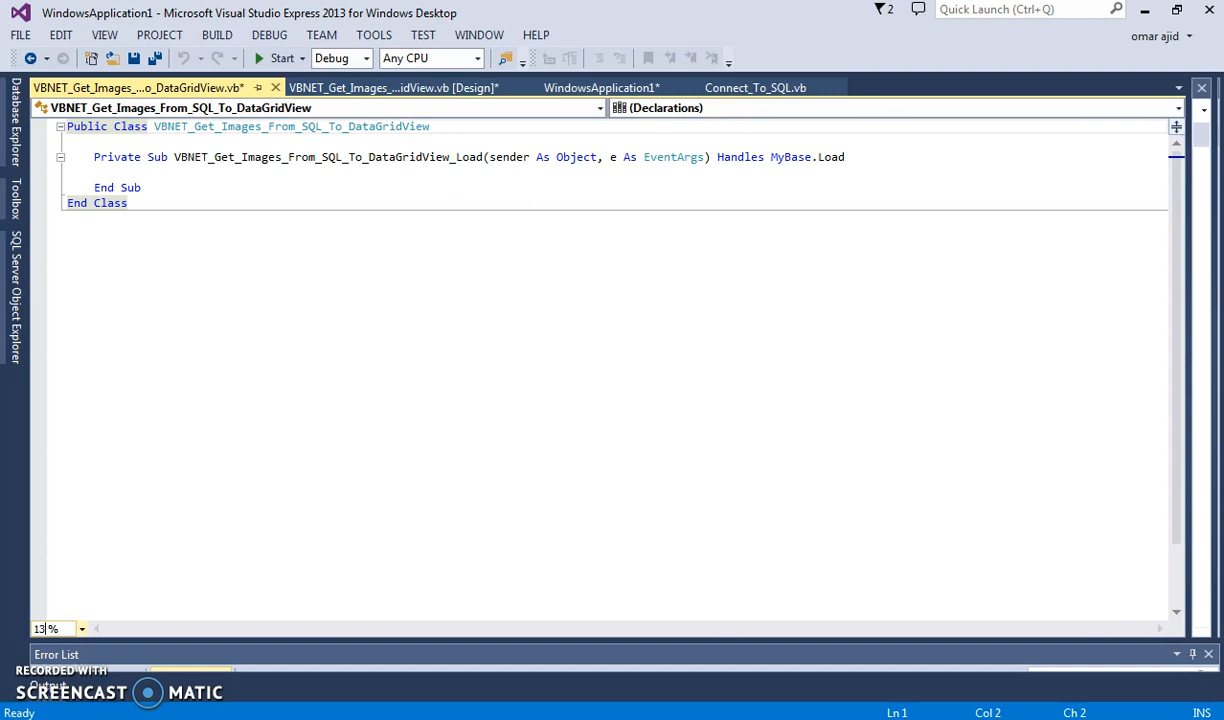 WindowsApplication1 - Microsoft Visual Studio Express 2013 for Windows Desktop
2
Quick Launch (Ctrl+Q)
FILE EDIT VIEW PROJECT BUILD DEBUG TEAM TOOLS TEST WINDOW HELP
omar ajid
Start
Debug
Any CPU
VBNET_Get_Images_...o_DataGridView.vb*
VBNET_Get_Images_...idView.vb [Design]*
WindowsApplication1*
Connect_To_SQL.vb
VBNET_Get_Images_From_SQL_To_DataGridView
(Declarations)
Database Explorer
Toolbox
SQL Server Object Explorer
Public Class VBNET_Get_Images_From_SQL_To_DataGridView
Private Sub VBNET_Get_Images_From_SQL_To_DataGridView_Load(sender As Object, e As EventArgs) Handles MyBase.Load
End Sub
End Class
13 %
Error List
Output
RECORDED WITH
SCREENCAST MATIC
Ready
Ln 1
Col 2
Ch 2
INS